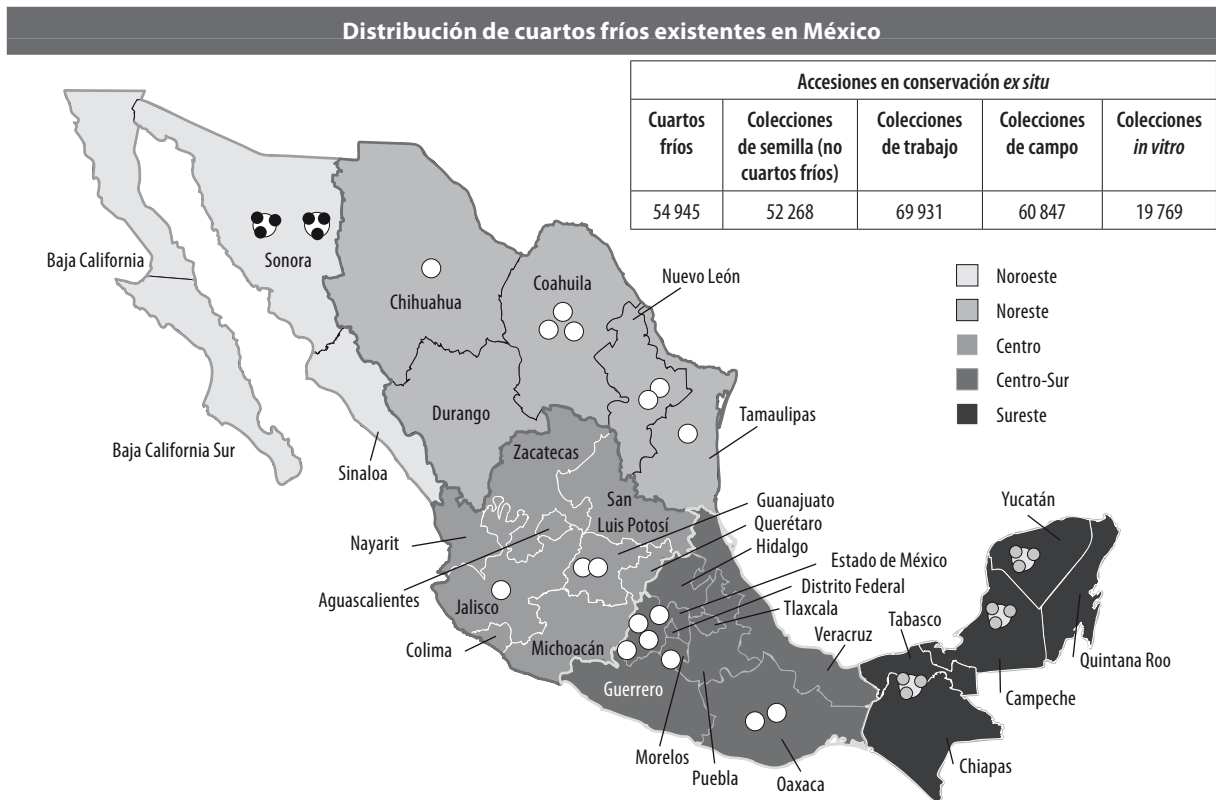 Distribución de cuartos fríos existentes en México
Accesiones en conservación ex situ
Cuartos fríos
Colecciones de semilla (no cuartos fríos)
Colecciones de trabajo
Colecciones de campo
Colecciones in vitro
54 945
52 268
69 931
60 847
19 769
Noroeste
Noreste
Centro
Centro-Sur
Sureste
Baja California
Sonora
Chihuahua
Coahuila
Nuevo León
Durango
Tamaulipas
Baja California Sur
Sinaloa
Zacatecas
San
Luis Potosí
Guanajuato
Querétaro
Hidalgo
Nayarit
Estado de México
Distrito Federal
Tlaxcala
Aguascalientes
Jalisco
Colima
Michoacán
Veracruz
Tabasco
Yucatán
Quintana Roo
Campeche
Guerrero
Morelos
Puebla
Oaxaca
Chiapas